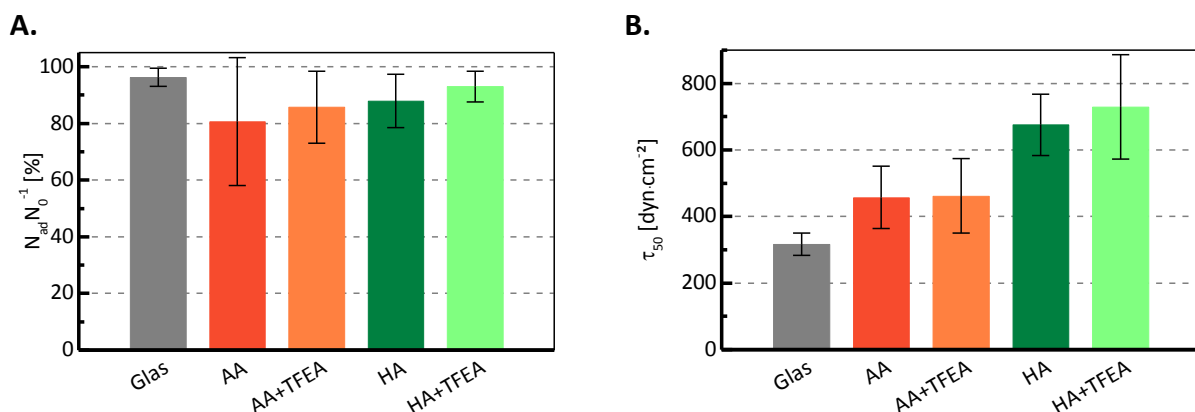 A.
N_ad N_0^-1 [%]
100
80
60
40
20
0
Glas
AA
AA+TFEA
HA
HA+TFEA
B.
τ_50 [dyn·cm⁻²]
800
600
400
200
0
Glas
AA
AA+TFEA
HA
HA+TFEA